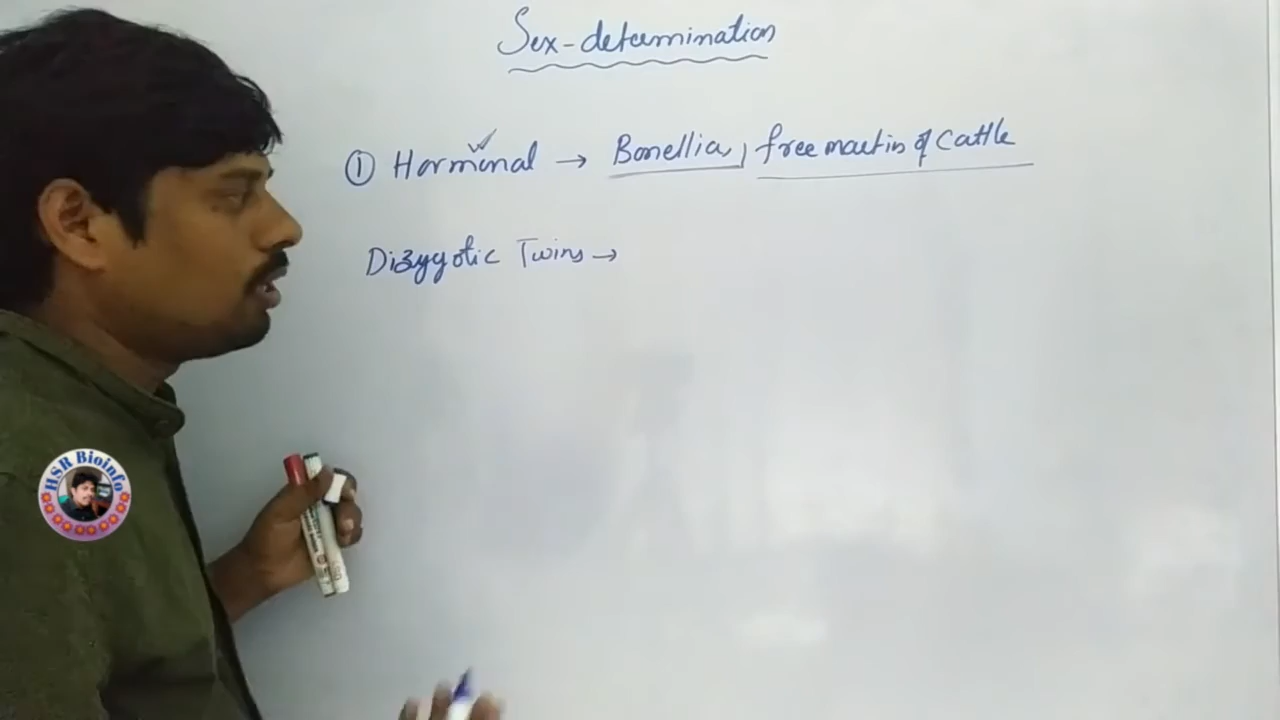 Sex-determination
① Hormonal → Bonellia, free martin of cattle
Dizygotic Twins →
HSR Bioinfo